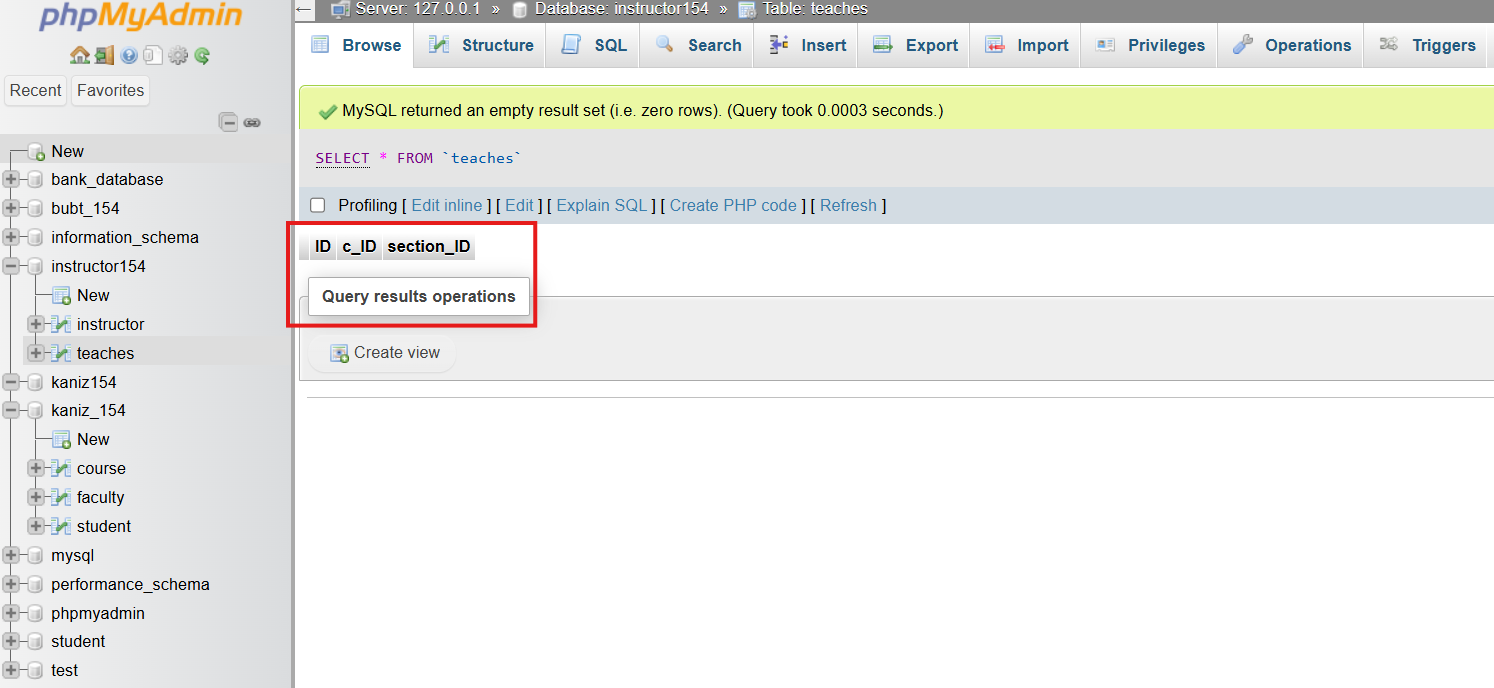 phpMyAdmin
Recent Favorites
New
bank_database
bubt_154
information_schema
instructor154
New
instructor
teaches
kaniz154
kaniz_154
New
course
faculty
student
mysql
performance_schema
phpmyadmin
student
test
Server: 127.0.0.1 » Database: instructor154 » Table: teaches
Browse Structure SQL Search Insert Export Import Privileges Operations Triggers
MySQL returned an empty result set (i.e. zero rows). (Query took 0.0003 seconds.)
SELECT * FROM `teaches`
Profiling [ Edit inline ] [ Edit ] [ Explain SQL ] [ Create PHP code ] [ Refresh ]
ID c_ID section_ID
Query results operations
Create view